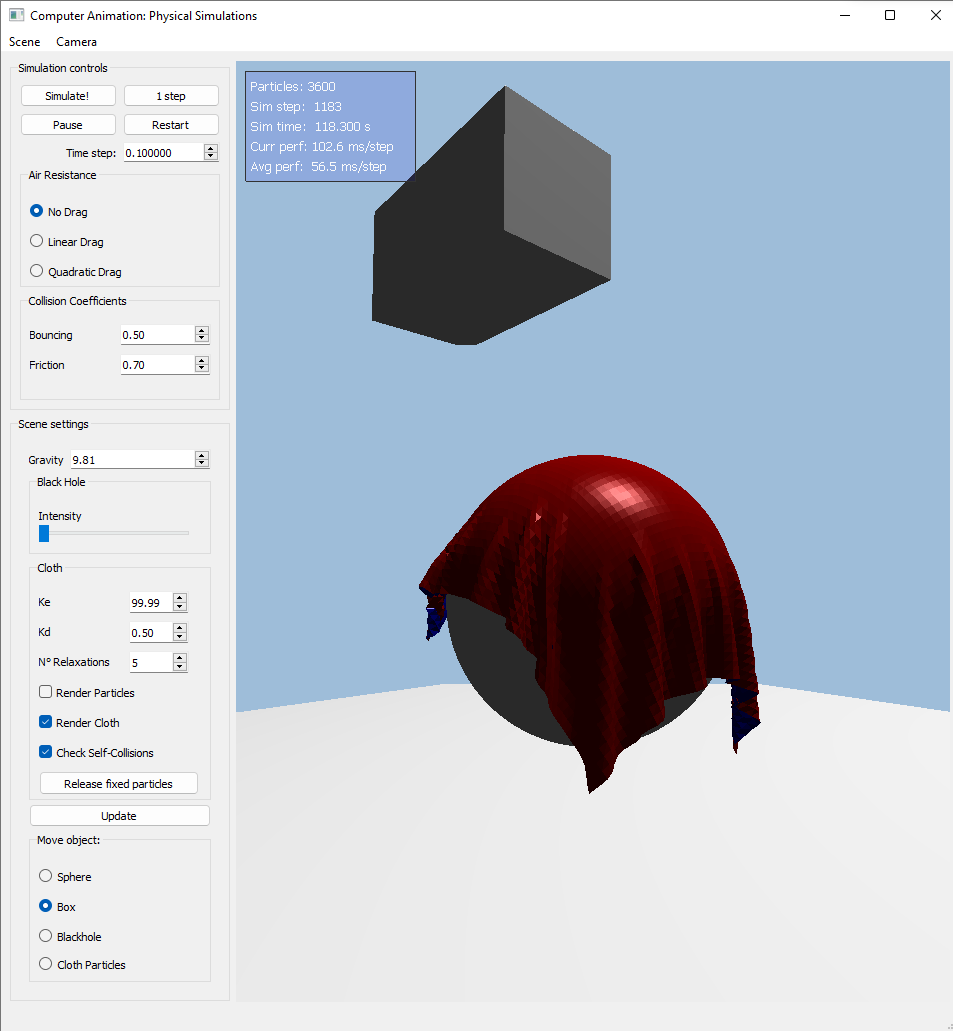 Computer Animation: Physical Simulations
Scene Camera
Simulation controls
Simulate! 1 step
Pause Restart
Time step: 0.100000
Air Resistance
No Drag
Linear Drag
Quadratic Drag
Collision Coefficients
Bouncing 0.50
Friction 0.70
Scene settings
Gravity 9.81
Black Hole
Intensity
Cloth
Ke 99.99
Kd 0.50
Nº Relaxations 5
Render Particles
Render Cloth
Check Self-Collisions
Release fixed particles
Update
Move object:
Sphere
Box
Blackhole
Cloth Particles
Particles: 3600
Sim step: 1183
Sim time: 118.300 s
Curr perf: 102.6 ms/step
Avg perf: 56.5 ms/step